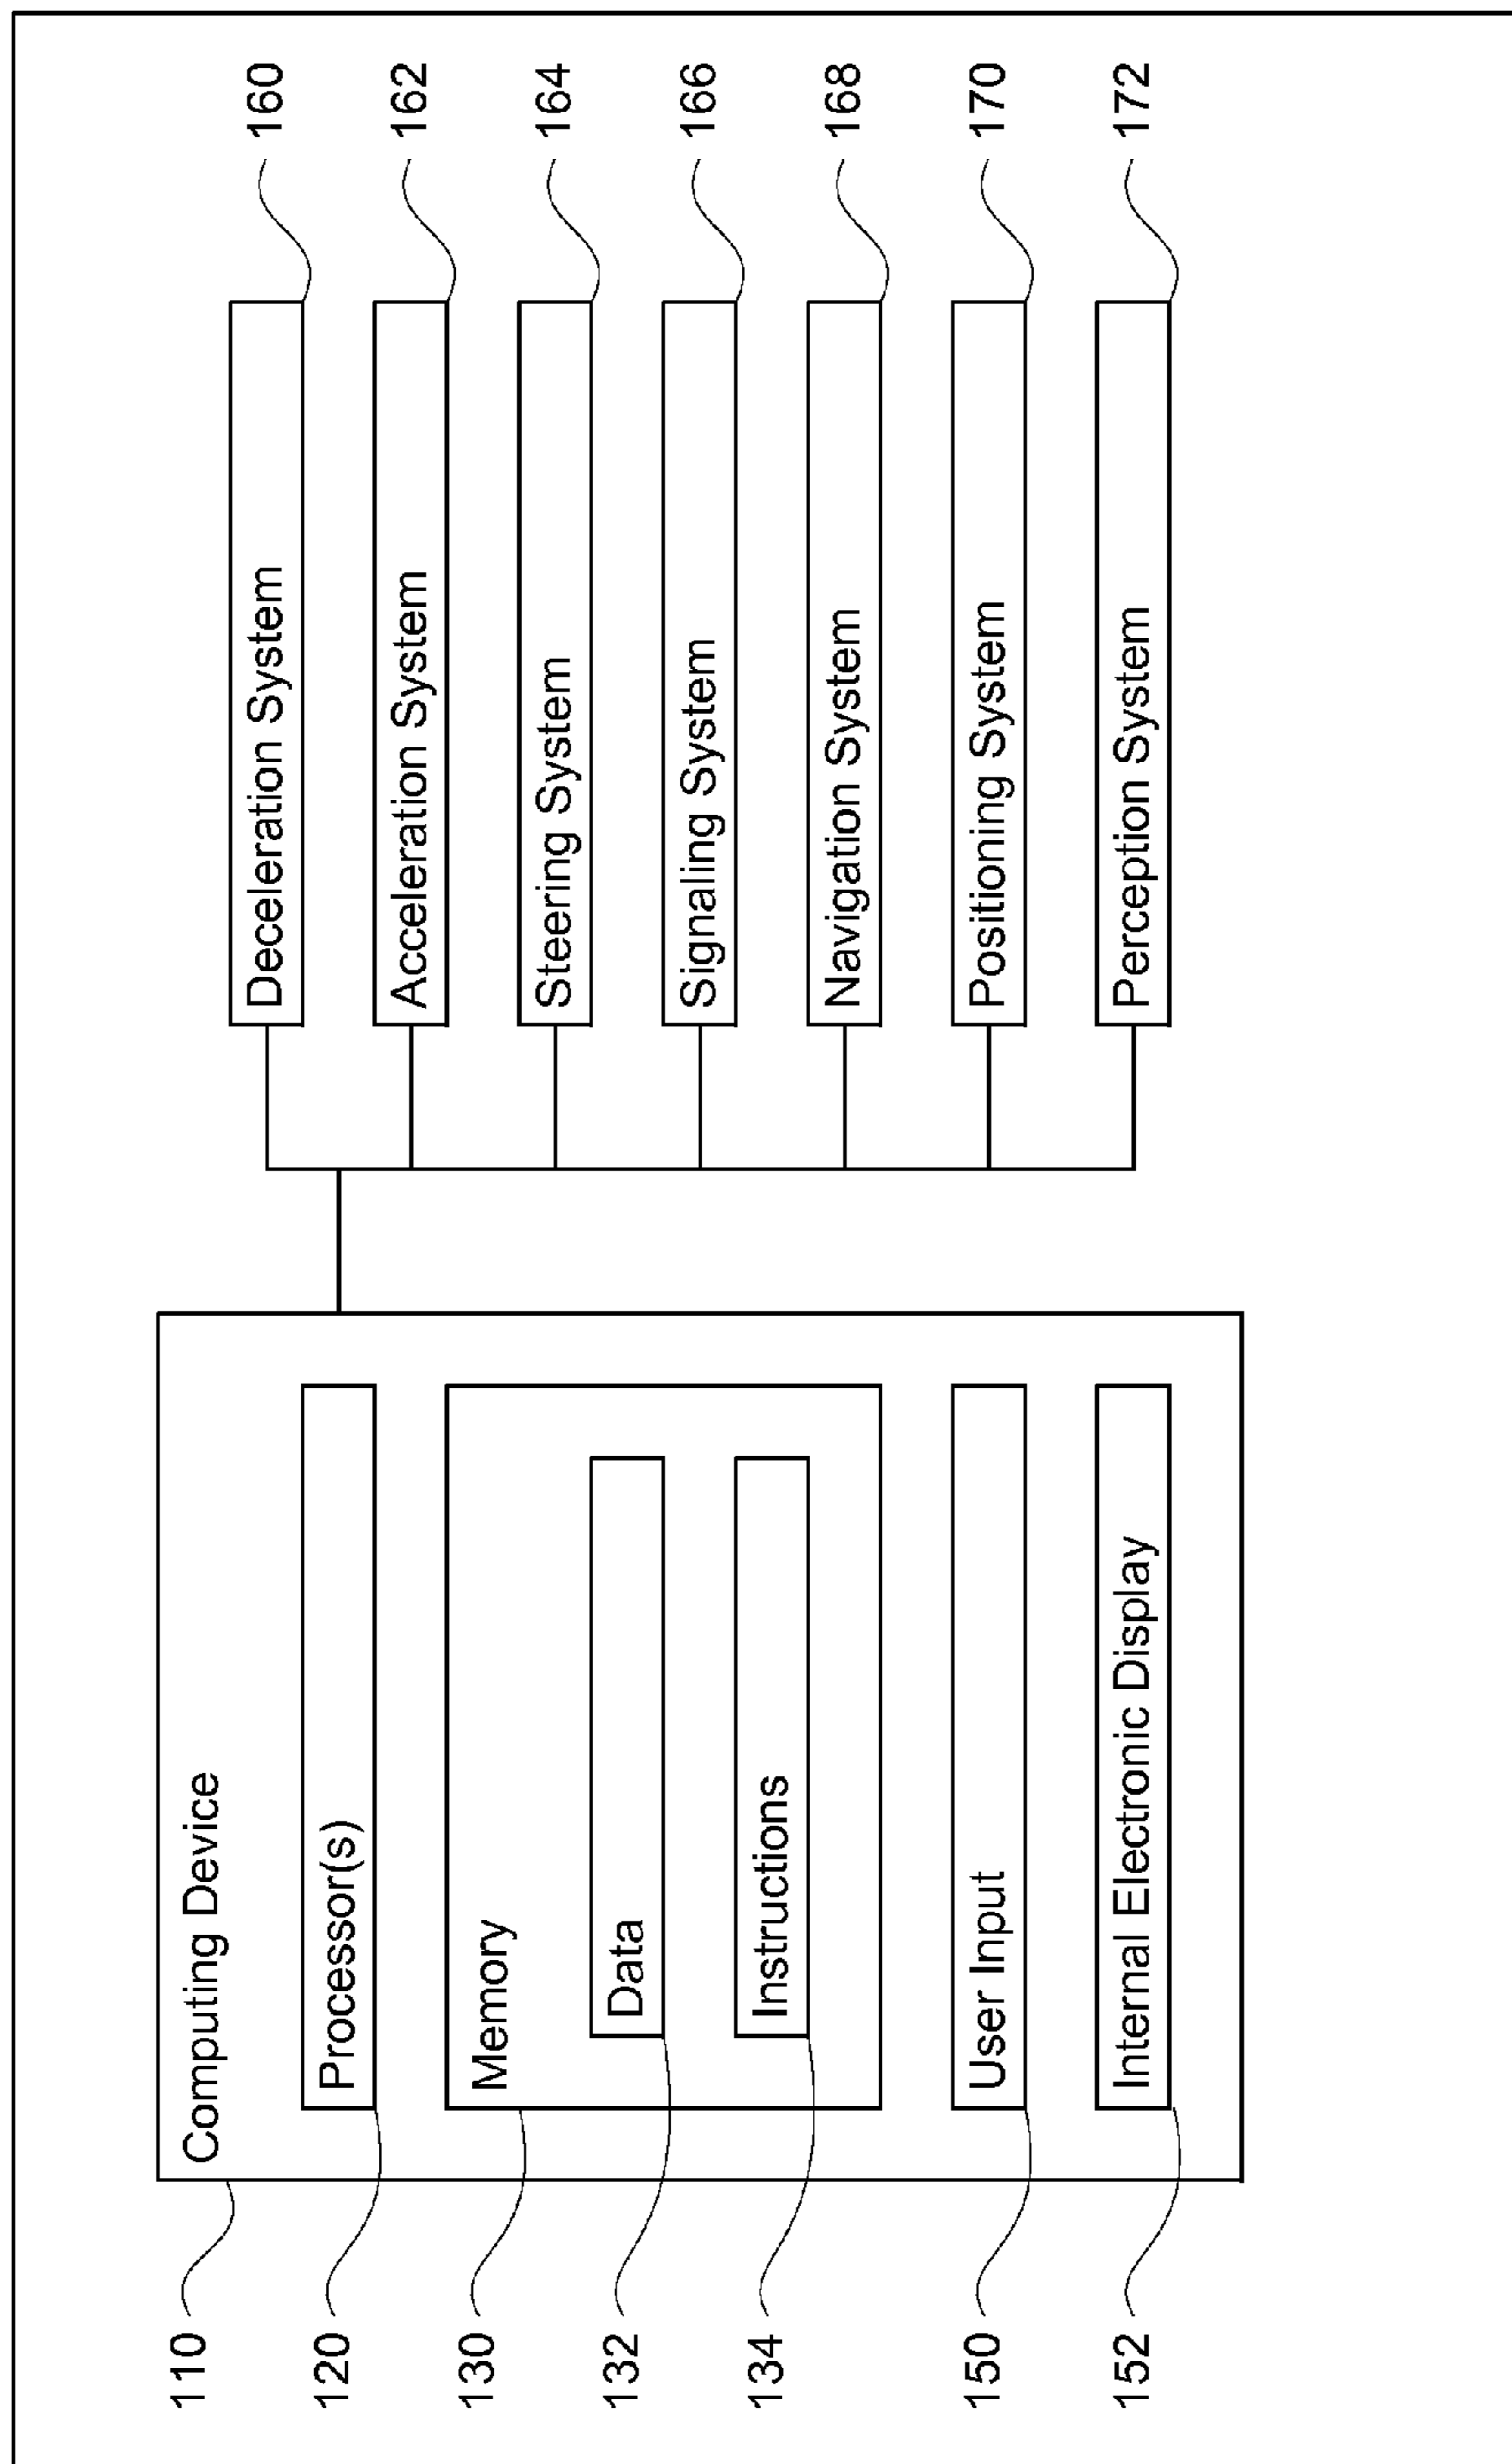 110
Computing Device
120
Processor(s)
130
Memory
132
Data
134
Instructions
150
User Input
152
Internal Electronic Display
Deceleration System
160
Acceleration System
162
Steering System
164
Signaling System
166
Navigation System
168
Positioning System
170
Perception System
172